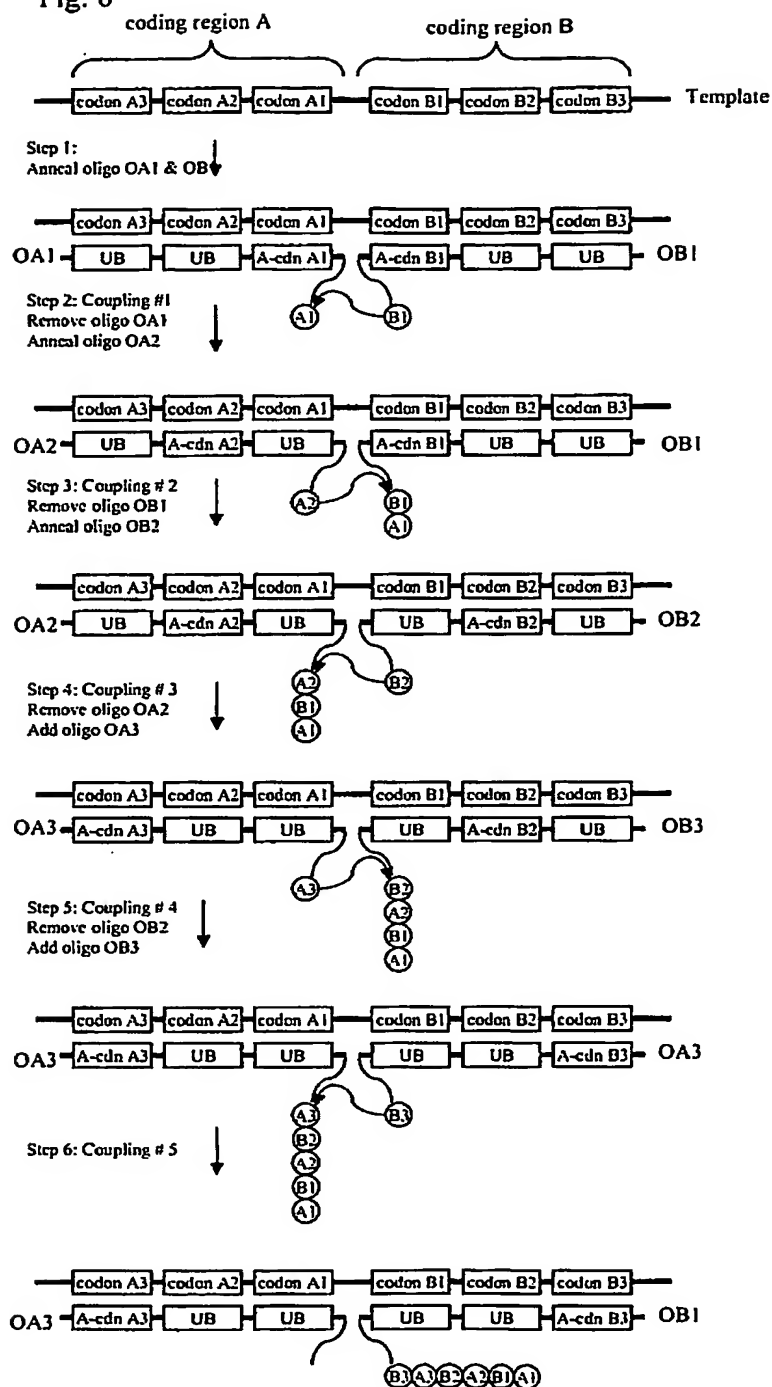 Fig. 6
coding region A coding region B
codon A3 codon A2 codon A1 codon B1 codon B2 codon B3 Template
Step 1:
Anneal oligo OA1 & OB
codon A3 codon A2 codon A1 codon B1 codon B2 codon B3
OA1 UB UB A-cdn A1 A-cdn B1 UB UB OB1
Step 2: Coupling #1
Remove oligo OA1
Anneal oligo OA2
A1 B1
codon A3 codon A2 codon A1 codon B1 codon B2 codon B3
OA2 UB A-cdn A2 UB A-cdn B1 UB UB OB1
Step 3: Coupling # 2
Remove oligo OB1
Anneal oligo OB2
A2 B1
A1
codon A3 codon A2 codon A1 codon B1 codon B2 codon B3
OA2 UB A-cdn A2 UB UB A-cdn B2 UB OB2
Step 4: Coupling # 3
Remove oligo OA2
Add oligo OA3
A2 B2
B1
A1
codon A3 codon A2 codon A1 codon B1 codon B2 codon B3
OA3 A-cdn A3 UB UB UB A-cdn B2 UB OB3
Step 5: Coupling # 4
Remove oligo OB2
Add oligo OB3
A3 B2
A2
B1
A1
codon A3 codon A2 codon A1 codon B1 codon B2 codon B3
OA3 A-cdn A3 UB UB UB UB A-cdn B3 OA3
Step 6: Coupling # 5
A3 B3
B2
A2
B1
A1
codon A3 codon A2 codon A1 codon B1 codon B2 codon B3
OA3 A-cdn A3 UB UB UB UB A-cdn B3 OB1
B3 A3 B2 A2 B1 A1